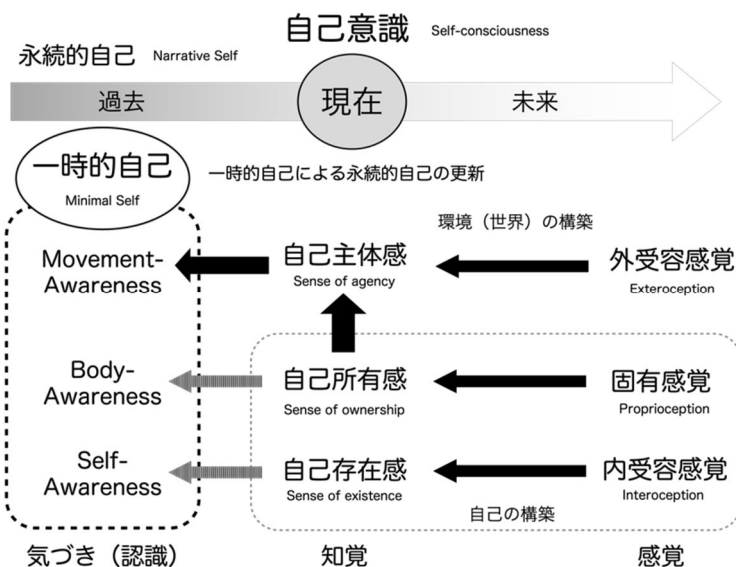 自己意識 Self-consciousness
永続的自己 Narrative Self
過去 現在 未来
一時的自己
Minimal Self
一時的自己による永続的自己の更新
環境（世界）の構築
Movement-
Awareness
自己主体感
Sense of agency
外受容感覚
Exteroception
Body-
Awareness
自己所有感
Sense of ownership
固有感覚
Proprioception
Self-
Awareness
自己存在感
Sense of existence
内受容感覚
Interoception
自己の構築
気づき（認識） 知覚 感覚